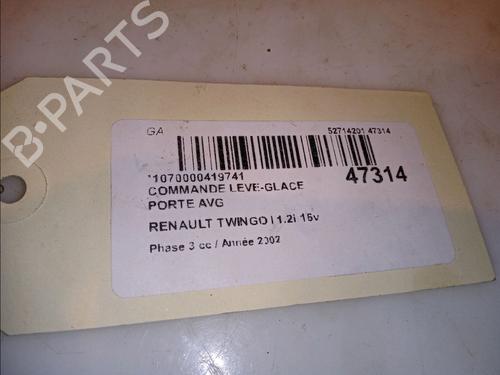 B-PARTS
GA
52714201 47314
*1070000419741
47314
COMMANDE LEVE-GLACE
PORTE AVG
RENAULT TWINGO I 1.2i 16v
Phase 3 cc / Année 2002